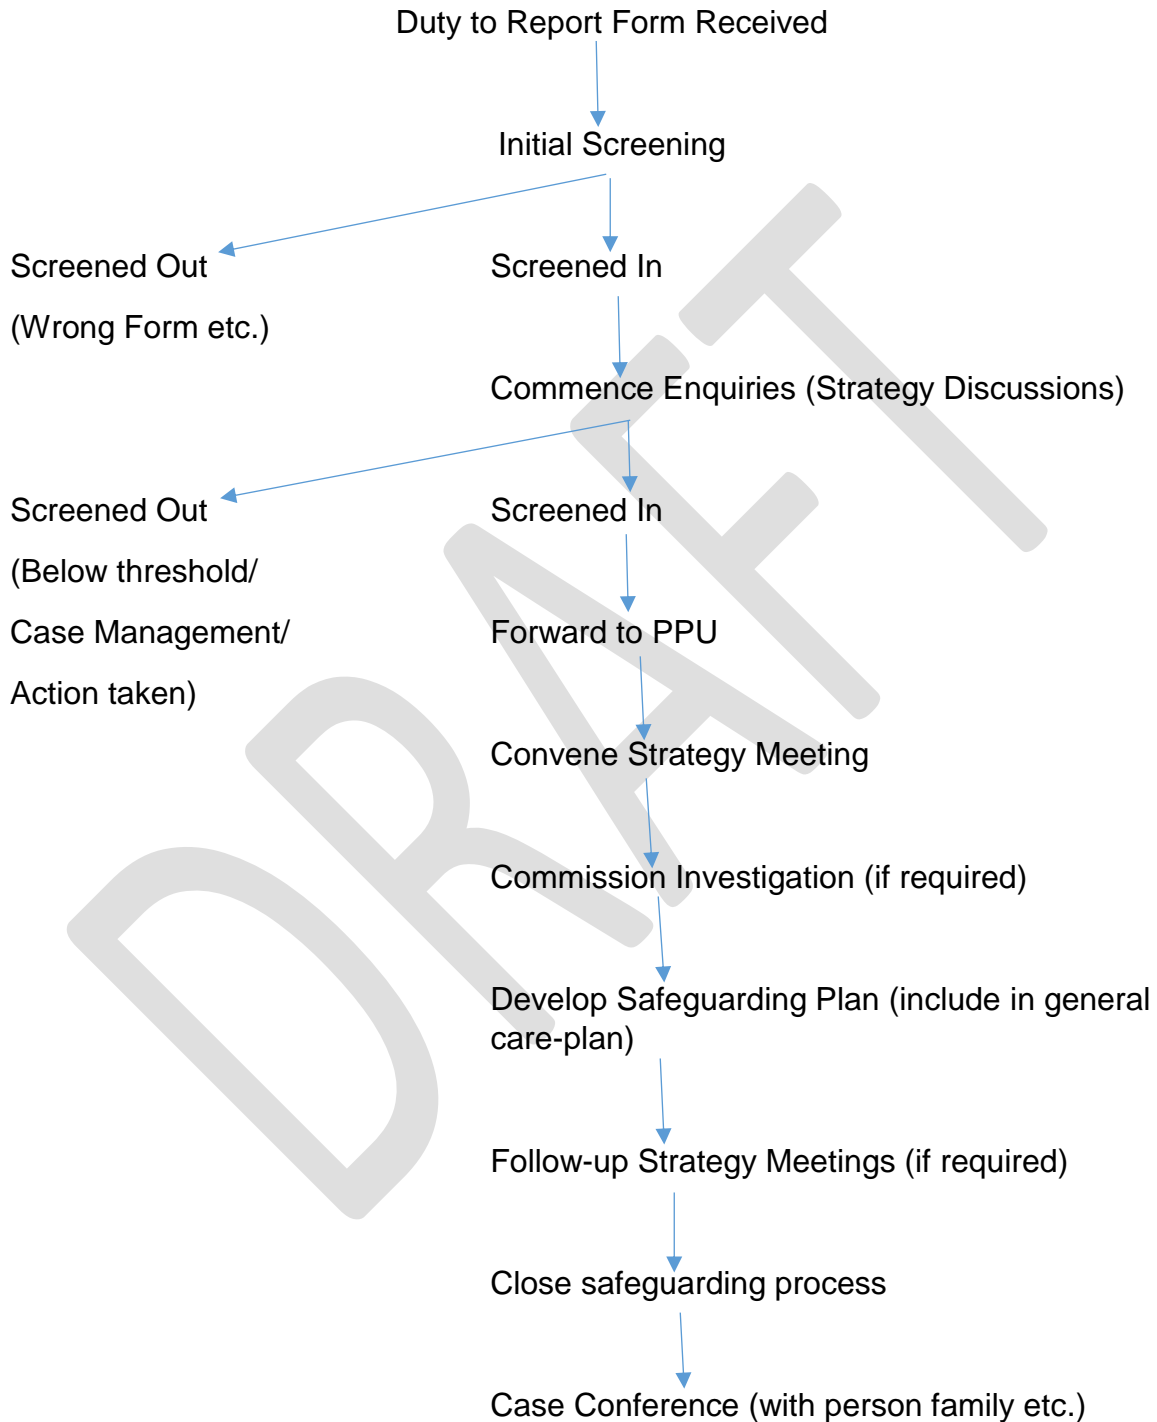 Duty to Report Form Received
Initial Screening
Screened Out
Screened In
(Wrong Form etc.)
Commence Enquiries (Strategy Discussions)
Screened Out
Screened In
(Below threshold/
Case Management/
Forward to PPU
Action taken)
Convene Strategy Meeting
Commission Investigation (if required)
Develop Safeguarding Plan (include in general
care-plan)
Follow-up Strategy Meetings (if required)
Close safeguarding process
Case Conference (with person family etc.)
DRAFT